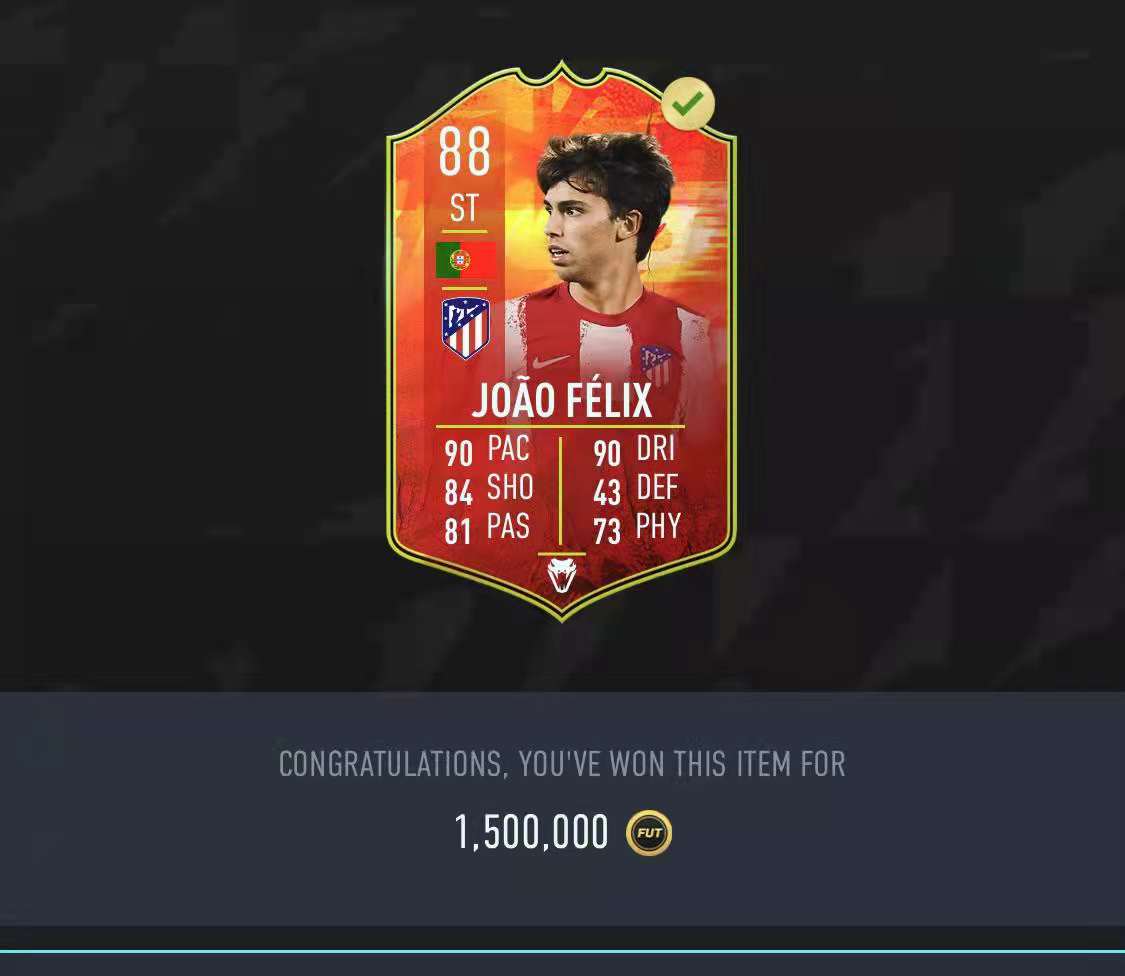 88
ST
JOÃO FÉLIX
90 PAC 90 DRI
84 SHO 43 DEF
81 PAS 73 PHY
CONGRATULATIONS, YOU'VE WON THIS ITEM FOR
1,500,000 FUT